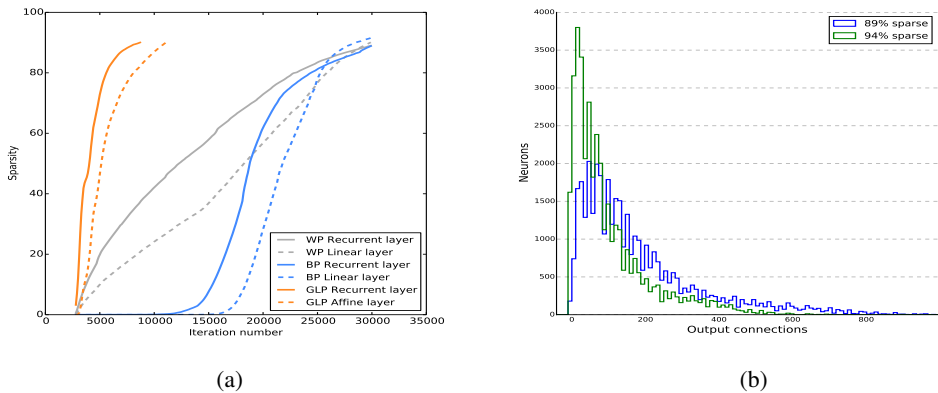 100
80
60
40
20
0
Sparsity
0
5000
10000
15000
20000
25000
30000
35000
Iteration number
WP Recurrent layer
WP Linear layer
BP Recurrent layer
BP Linear layer
GLP Recurrent layer
GLP Affine layer
(a)
4000
3500
3000
2500
2000
1500
1000
500
0
Neurons
0
200
400
600
800
Output connections
89% sparse
94% sparse
(b)